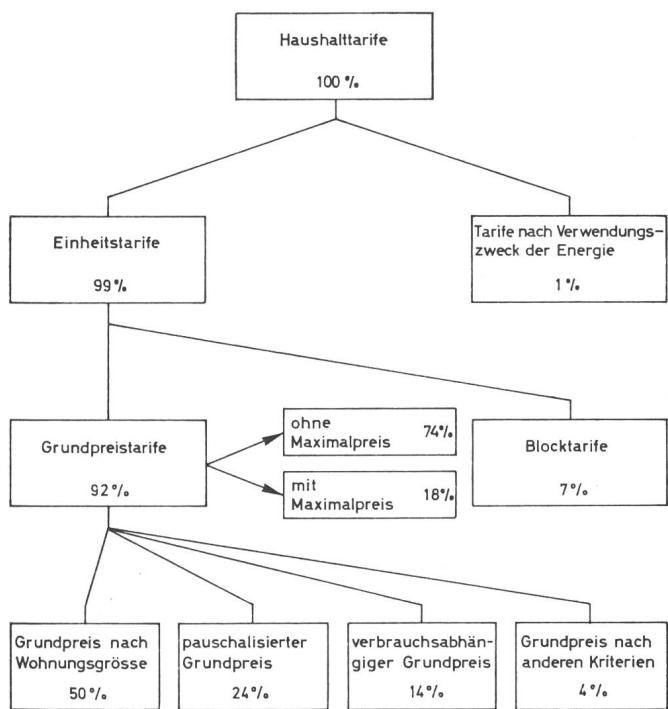 Haushalttarife
100 %
Einheitstarife
99%
Tarife nach Verwendungs-
zweck der Energie
1%
Grundpreistarife
92%
ohne
Maximalpreis 74%
mit
Maximalpreis 18%
Blocktarife
7%
Grundpreis nach
Wohnungsgrösse
50%
pauschalisierter
Grundpreis
24%
verbrauchsabhän-
giger Grundpreis
14%
Grundpreis nach
anderen Kriterien
4%